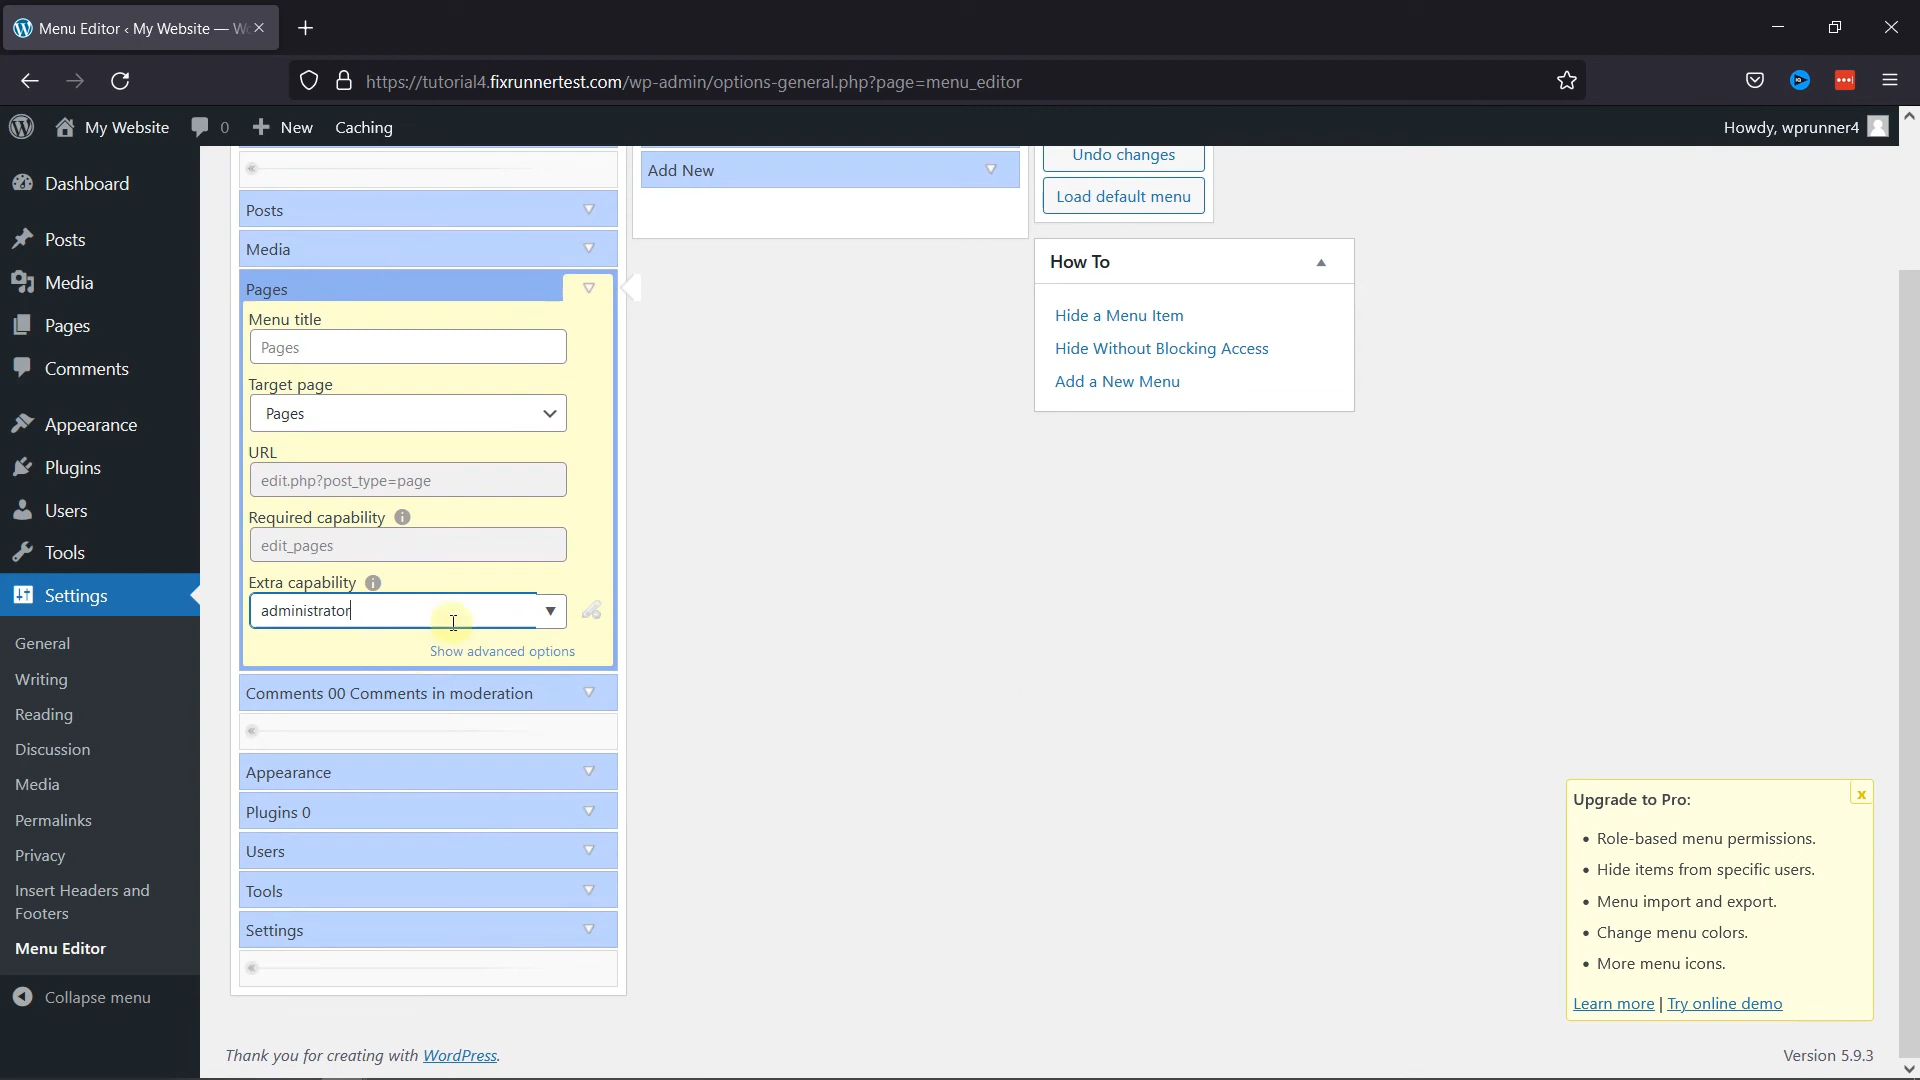 Menu Editor ‹ My Website — W
https://tutorial4.fixrunnertest.com/wp-admin/options-general.php?page=menu_editor
My Website
0
New
Caching
Howdy, wprunner4
Dashboard
Posts
Media
Pages
Comments
Appearance
Plugins
Users
Tools
Settings
General
Writing
Reading
Discussion
Media
Permalinks
Privacy
Insert Headers and
Footers
Menu Editor
Collapse menu
Posts
Media
Pages
Menu title
Pages
Target page
Pages
URL
edit.php?post_type=page
Required capability
edit_pages
Extra capability
administrator
Show advanced options
Comments 00 Comments in moderation
Appearance
Plugins 0
Users
Tools
Settings
Add New
Undo changes
Load default menu
How To
Hide a Menu Item
Hide Without Blocking Access
Add a New Menu
Upgrade to Pro:
x
• Role-based menu permissions.
• Hide items from specific users.
• Menu import and export.
• Change menu colors.
• More menu icons.
Learn more | Try online demo
Thank you for creating with WordPress.
Version 5.9.3